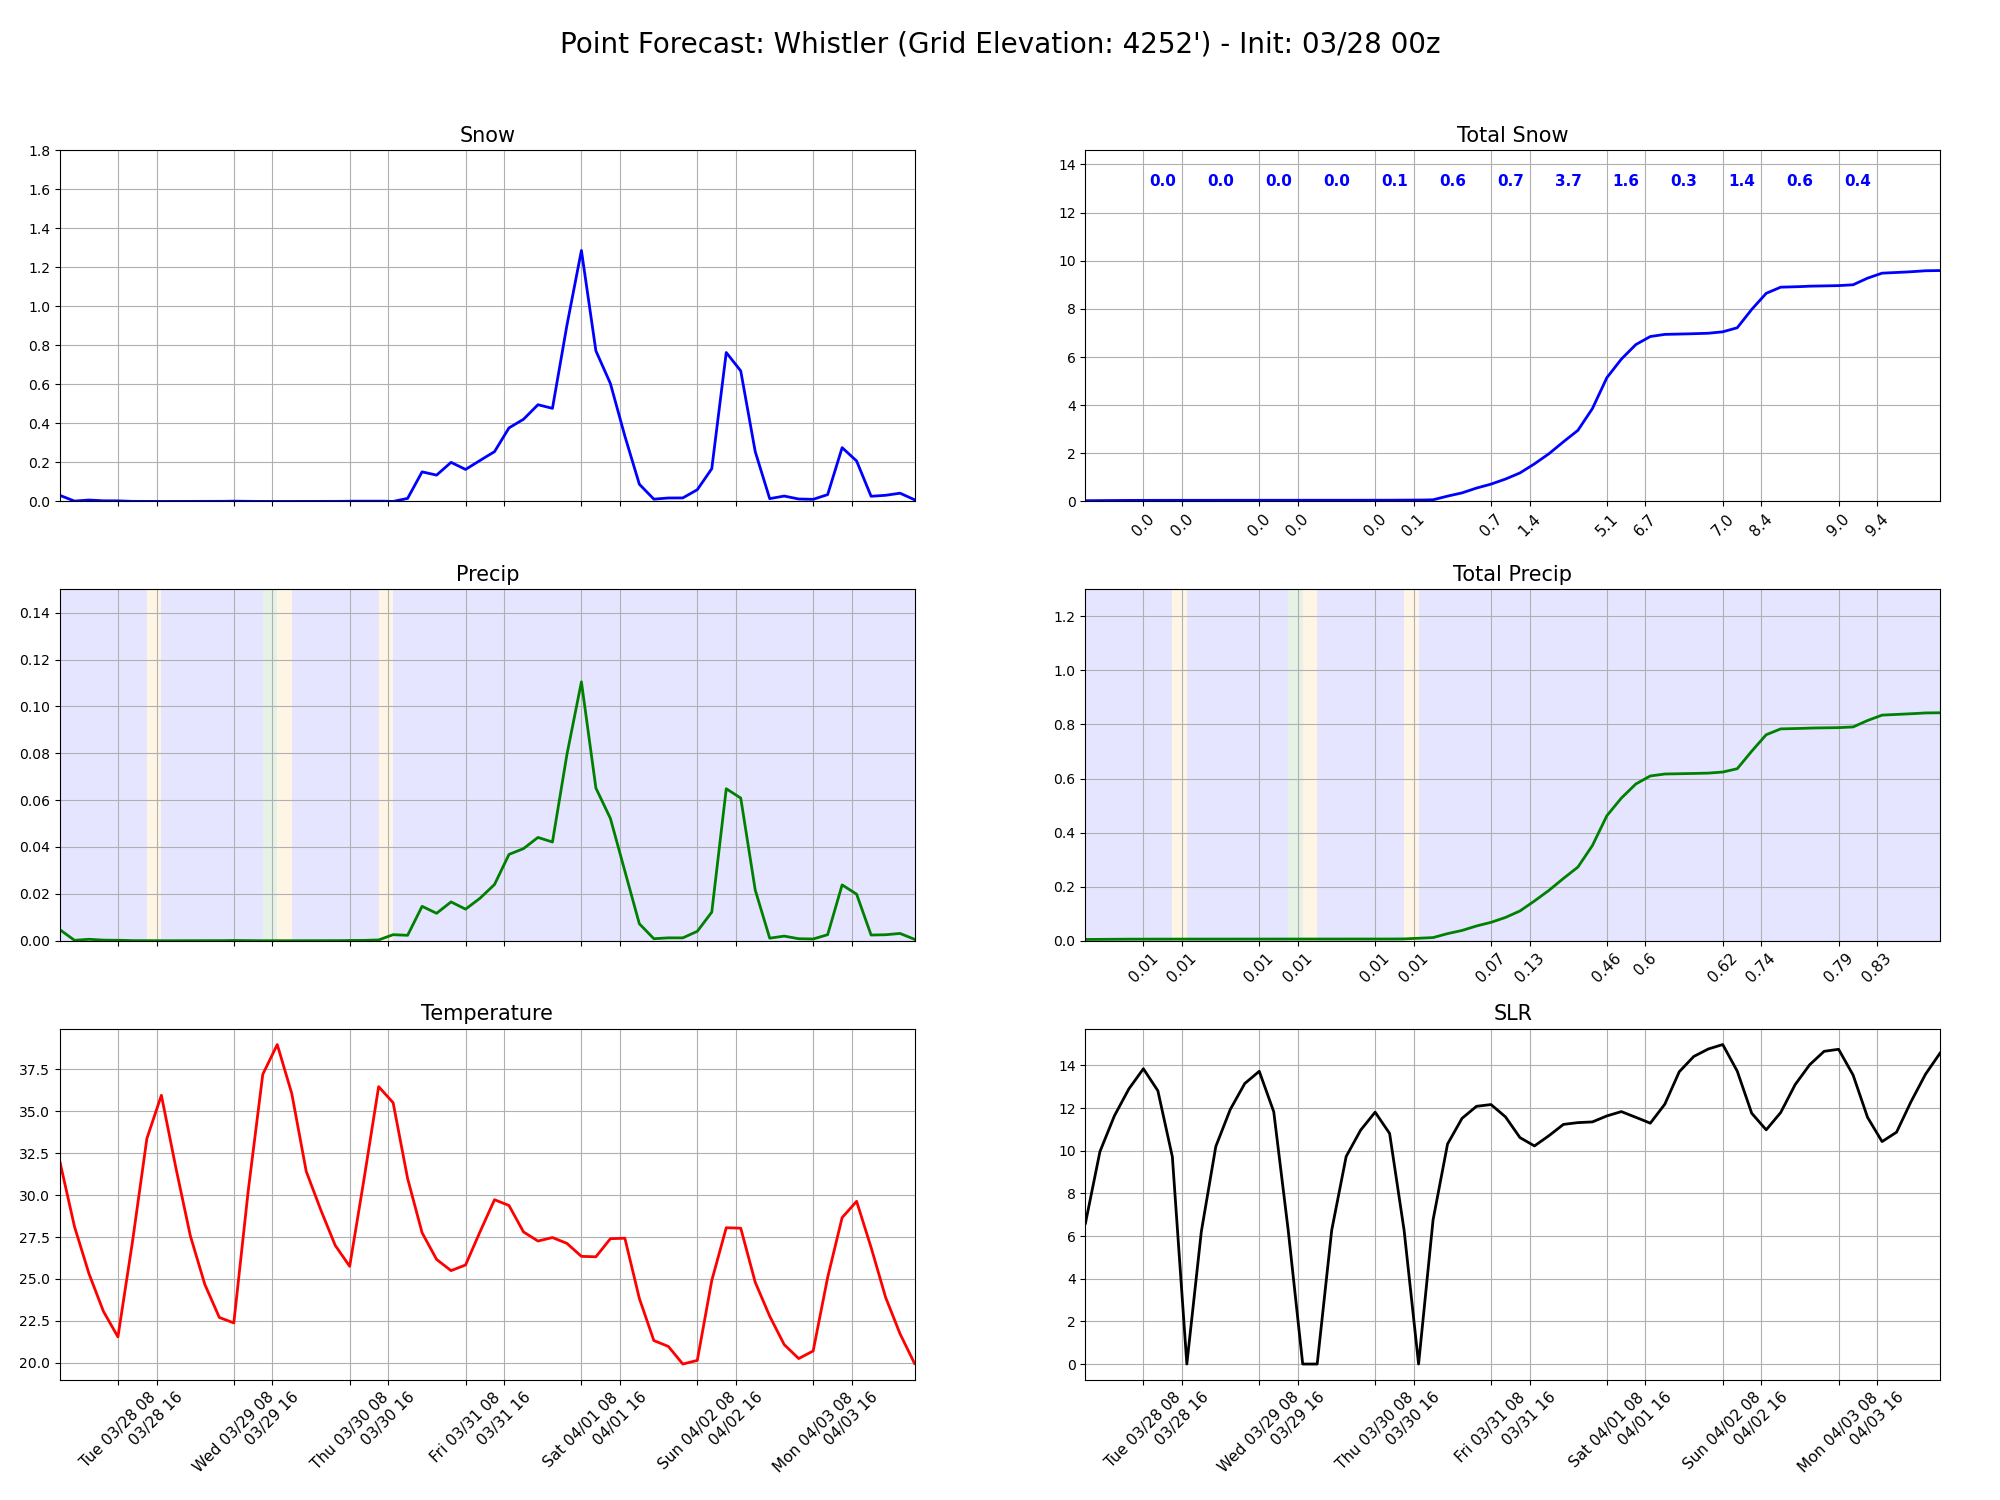 Point Forecast: Whistler (Grid Elevation: 4252') - Init: 03/28 00z
Snow
1.8
1.6
1.4
1.2
1.0
0.8
0.6
0.4
0.2
0.0
Total Snow
14
12
10
8
6
4
2
0
0.0 0.0 0.0 0.0 0.1 0.6 0.7 3.7 1.6 0.3 1.4 0.6 0.4
0.0 0.0 0.0 0.0 0.0 0.1 0.7 1.4 5.1 6.7 7.0 8.4 9.0 9.4
Precip
0.14
0.12
0.10
0.08
0.06
0.04
0.02
0.00
Total Precip
1.2
1.0
0.8
0.6
0.4
0.2
0.0
0.01 0.01 0.01 0.01 0.01 0.01 0.07 0.13 0.46 0.6 0.62 0.74 0.79 0.83
Temperature
37.5
35.0
32.5
30.0
27.5
25.0
22.5
20.0
Tue 03/28 08
03/28 16
Wed 03/29 08
03/29 16
Thu 03/30 08
03/30 16
Fri 03/31 08
03/31 16
Sat 04/01 08
04/01 16
Sun 04/02 08
04/02 16
Mon 04/03 08
04/03 16
SLR
14
12
10
8
6
4
2
0
Tue 03/28 08
03/28 16
Wed 03/29 08
03/29 16
Thu 03/30 08
03/30 16
Fri 03/31 08
03/31 16
Sat 04/01 08
04/01 16
Sun 04/02 08
04/02 16
Mon 04/03 08
04/03 16